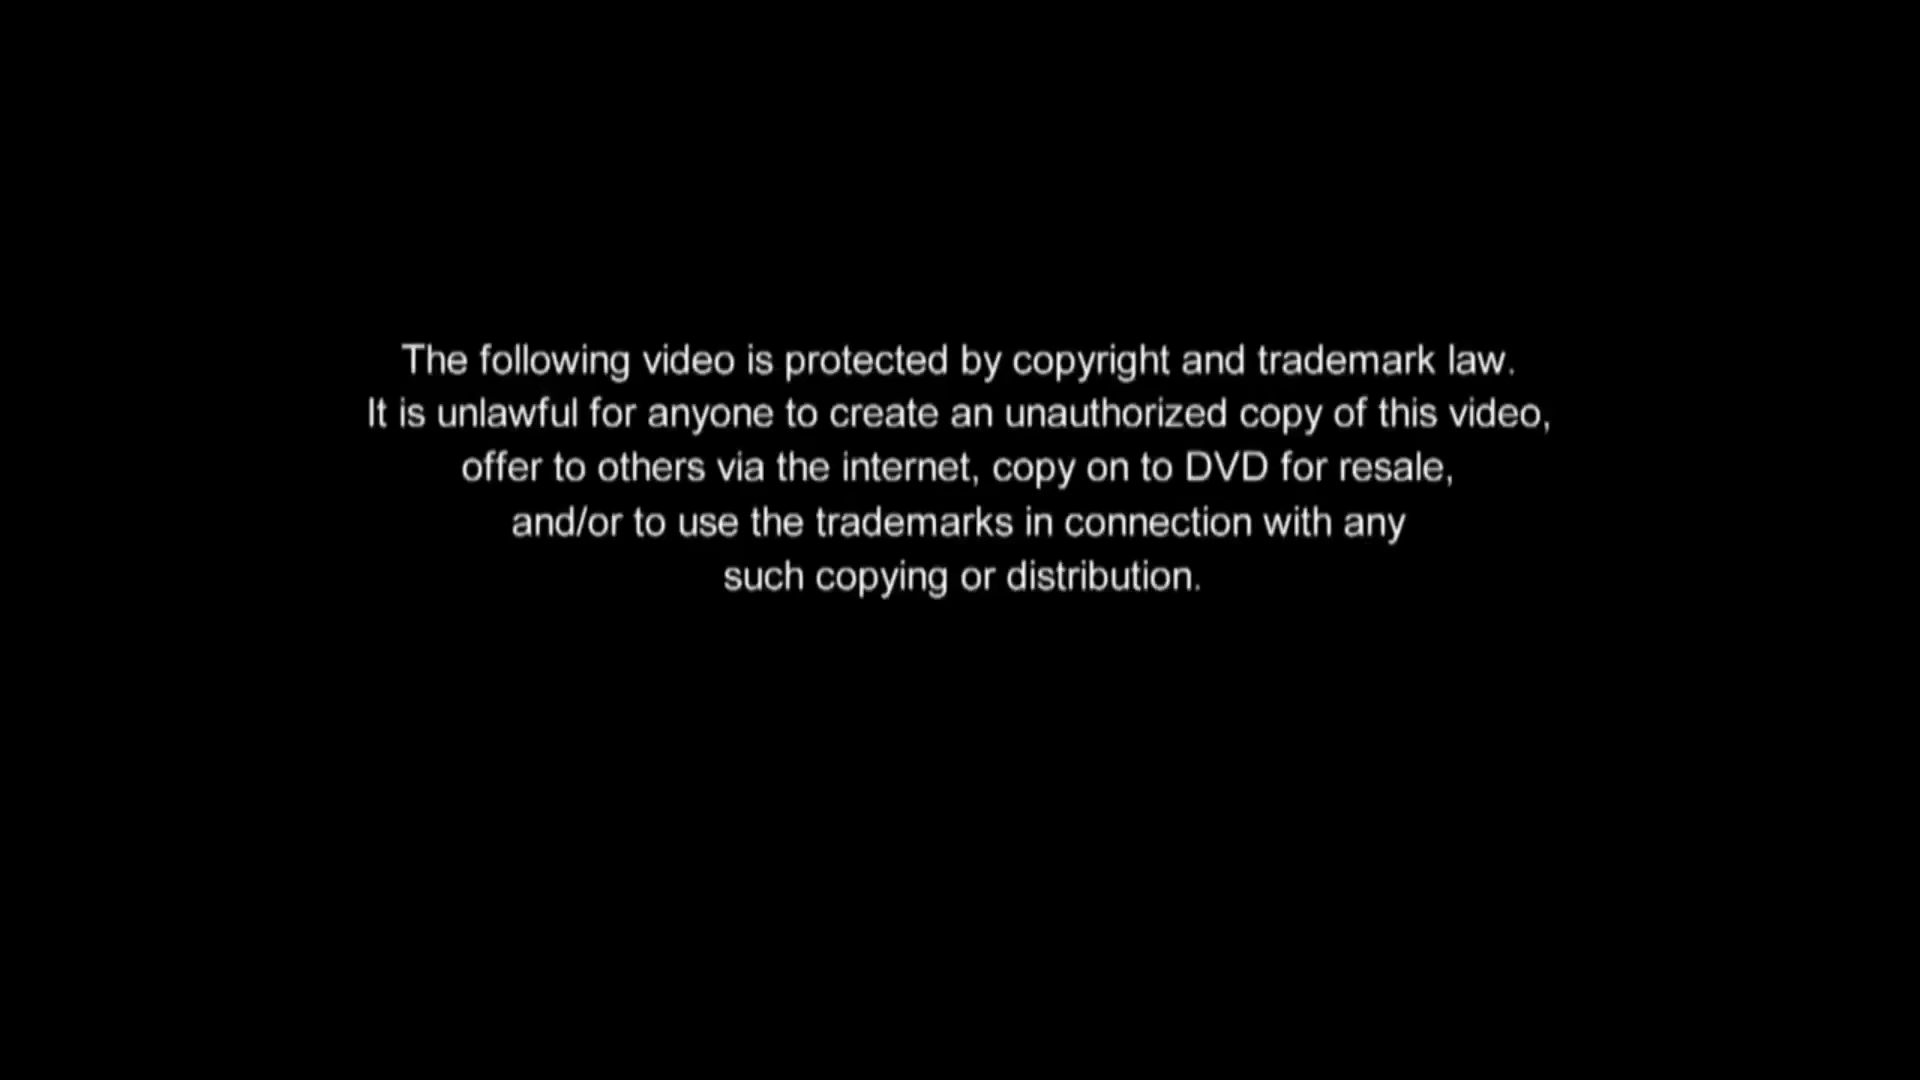 The following video is protected by copyright and trademark law.
It is unlawful for anyone to create an unauthorized copy of this video,
offer to others via the internet, copy on to DVD for resale,
and/or to use the trademarks in connection with any
such copying or distribution.